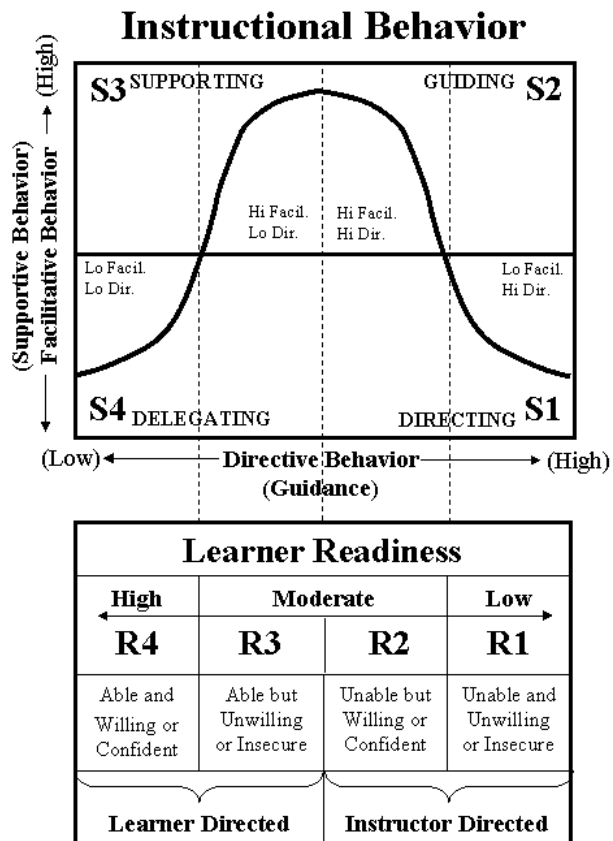 Instructional Behavior
(High)
S3 SUPPORTING
GUIDING S2
(Supportive Behavior)
Facilitative Behavior
Hi Facil.
Lo Dir.
Hi Facil.
Hi Dir.
Lo Facil.
Lo Dir.
Lo Facil.
Hi Dir.
S4 DELEGATING
DIRECTING S1
(Low)
Directive Behavior
(High)
(Guidance)
Learner Readiness
High
Moderate
Low
R4
R3
R2
R1
Able and
Willing or
Confident
Able but
Unwilling
or Insecure
Unable but
Willing or
Confident
Unable and
Unwilling
or Insecure
Learner Directed
Instructor Directed